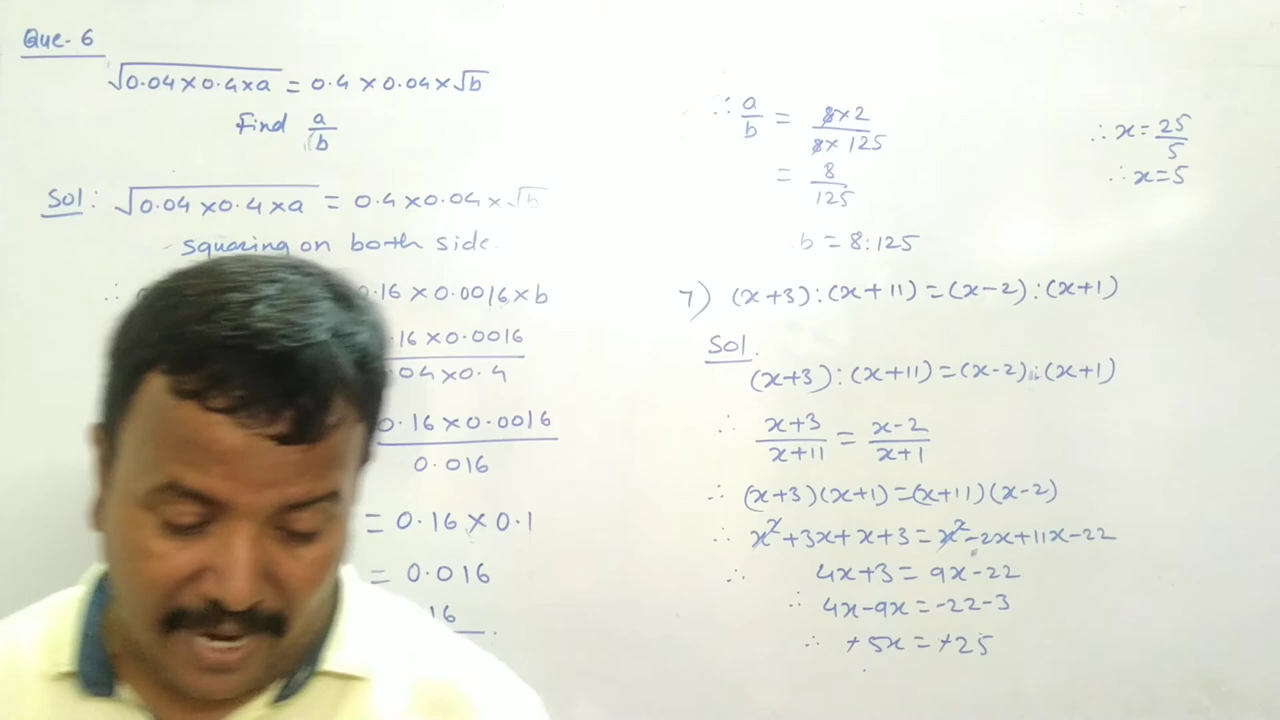 Que. 6
√0.04×0.4×a = 0.4 × 0.04×√b
Find a/b
Sol: √0.04×0.4×a = 0.4×0.04×√b
squaring on both side.
∴ 0.16 × 0.0016×b
16×0.0016
04×0.4
0.16×0.0016
0.016
= 0.16×0.1
= 0.016
16
∴ a/b = 8×2/8×125
= 8/125
b = 8:125
7) (x+3):(x+11)=(x-2):(x+1)
Sol.
(x+3):(x+11)=(x-2):(x+1)
∴ x+3/x+11 = x-2/x+1
∴ (x+3)(x+1)=(x+11)(x-2)
∴ x²+3x+x+3=x²-2x+11x-22
∴ 4x+3=9x-22
∴ 4x-9x=-22-3
∴ +5x=+25
∴ x=25/5
∴ x=5